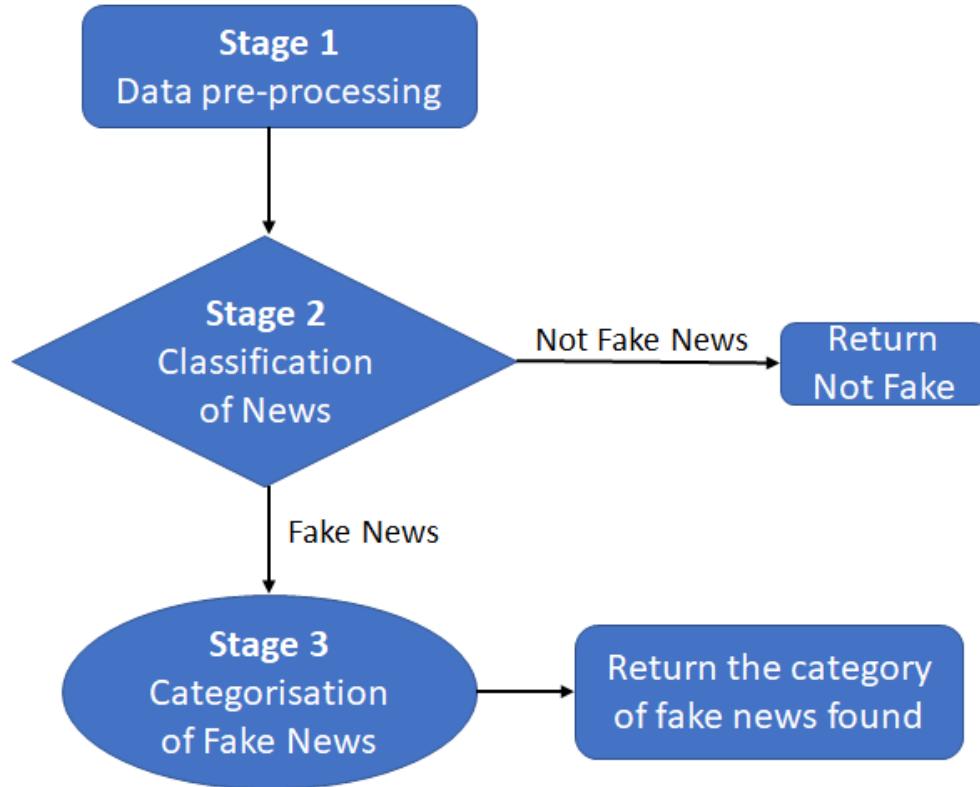 Stage 1
Data pre-processing
Stage 2
Classification
of News
Not Fake News
Return
Not Fake
Fake News
Stage 3
Categorisation
of Fake News
Return the category
of fake news found